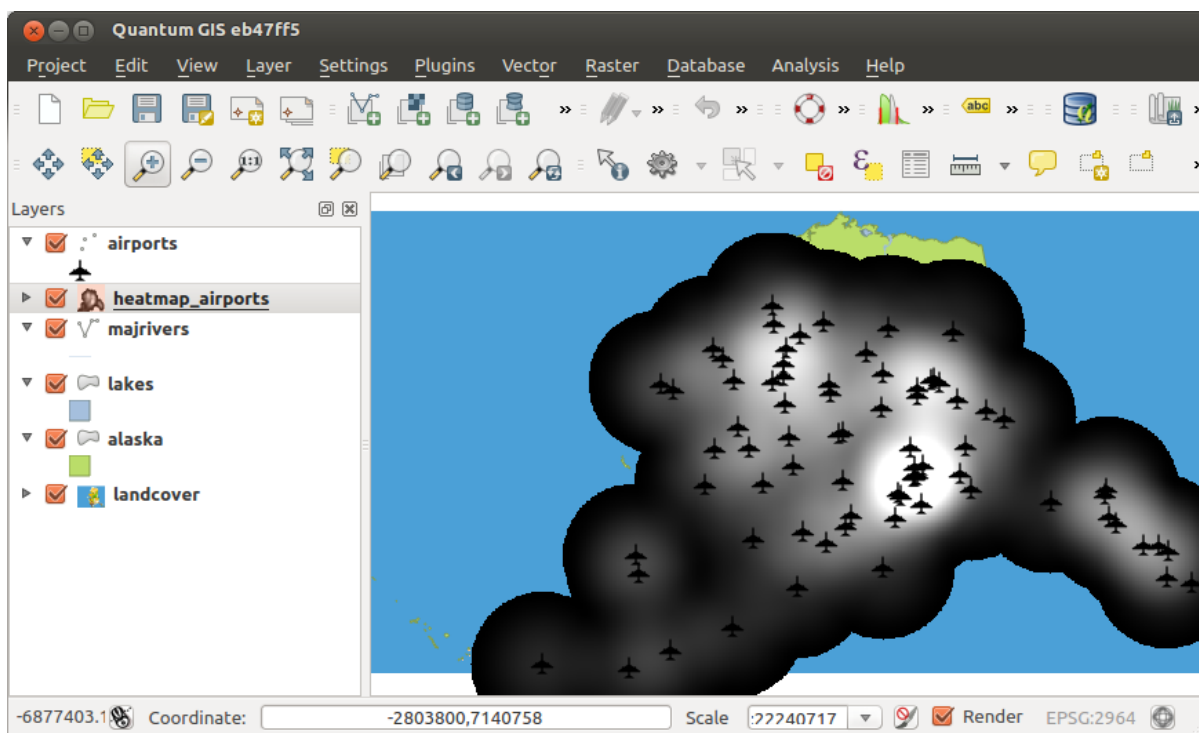 Quantum GIS eb47ff5
Project Edit View Layer Settings Plugins Vector Raster Database Analysis Help
abc
1:1
Layers
airports
heatmap_airports
majrivers
lakes
alaska
landcover
-6877403.1 Coordinate: -2803800,7140758 Scale :22240717 Render EPSG:2964